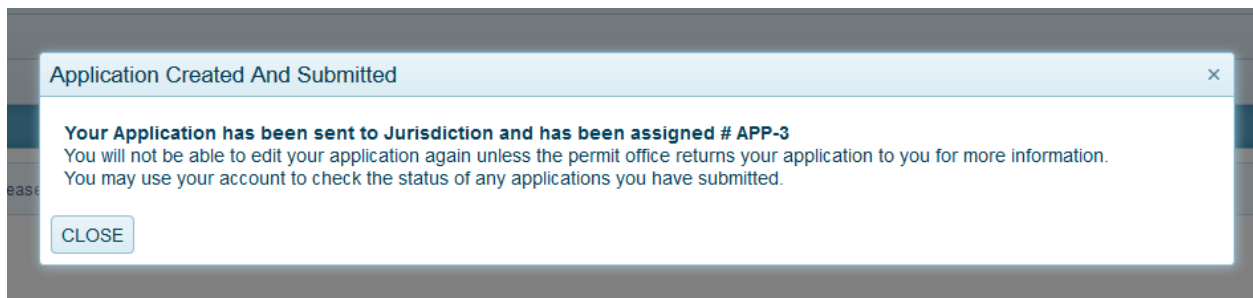 Application Created And Submitted
×
Your Application has been sent to Jurisdiction and has been assigned # APP-3
You will not be able to edit your application again unless the permit office returns your application to you for more information.
You may use your account to check the status of any applications you have submitted.
ease
CLOSE